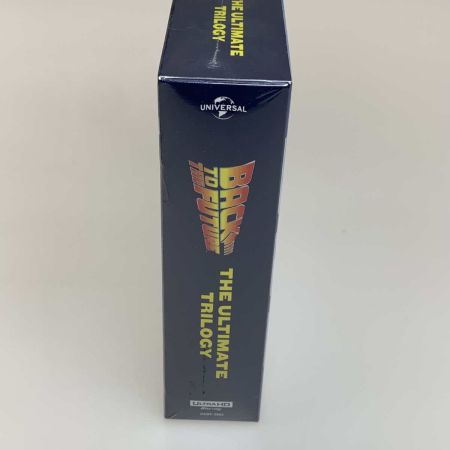 THE ULTIMATE
TRILOGY
UNIVERSAL
BACK
TO THE
FUTURE
THE ULTIMATE
TRILOGY
ULTRA HD
Blu-ray